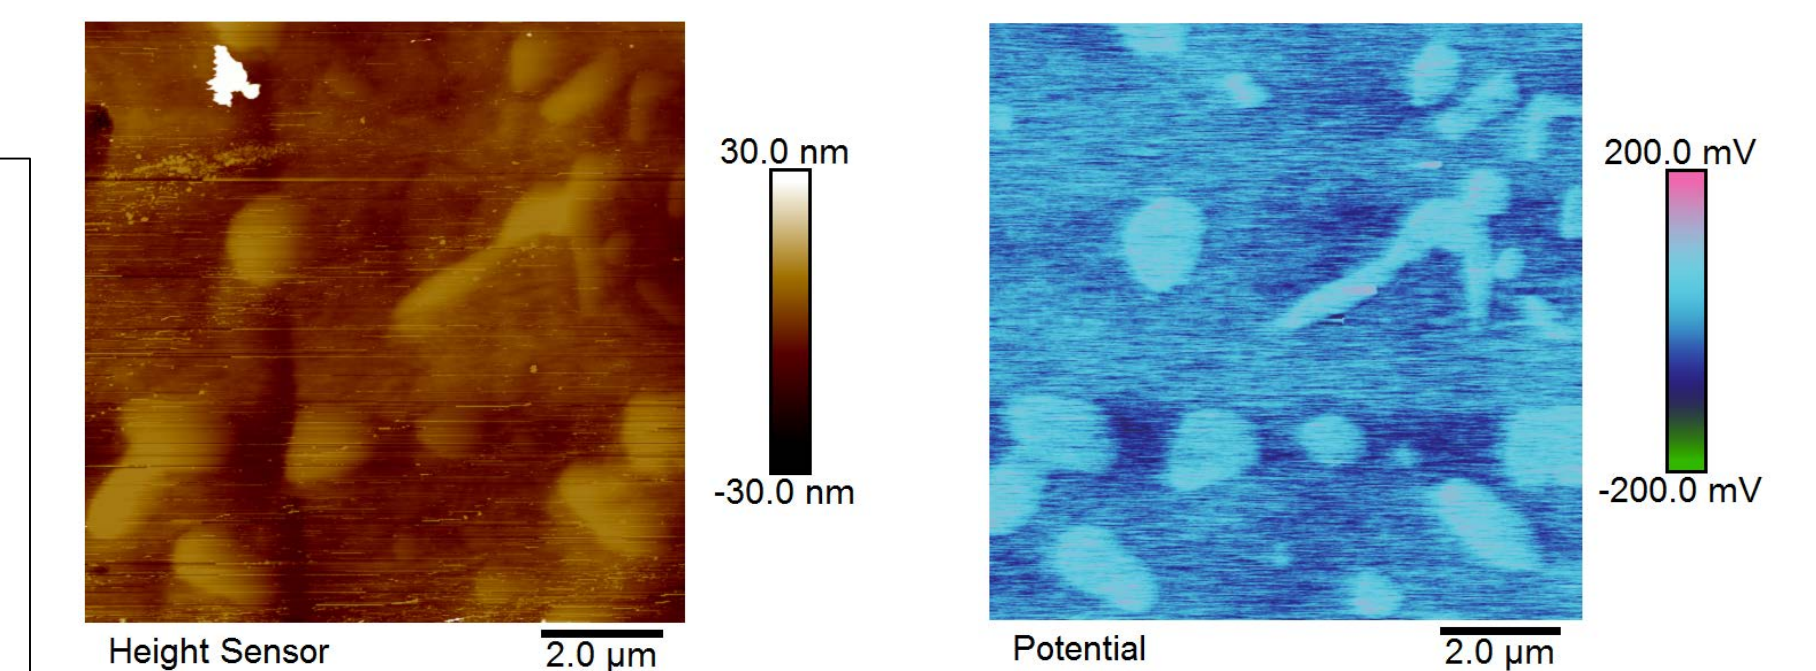 30.0 nm
-30.0 nm
Height Sensor
2.0 µm
200.0 mV
-200.0 mV
Potential
2.0 µm